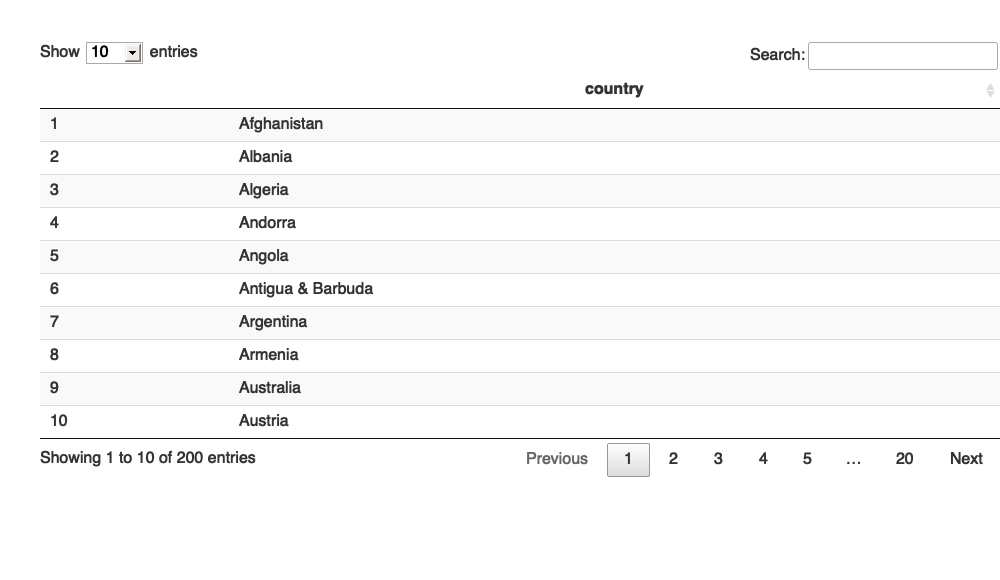 Show 10 entries
Search:
country
1 Afghanistan
2 Albania
3 Algeria
4 Andorra
5 Angola
6 Antigua & Barbuda
7 Argentina
8 Armenia
9 Australia
10 Austria
Showing 1 to 10 of 200 entries
Previous 1 2 3 4 5 … 20 Next